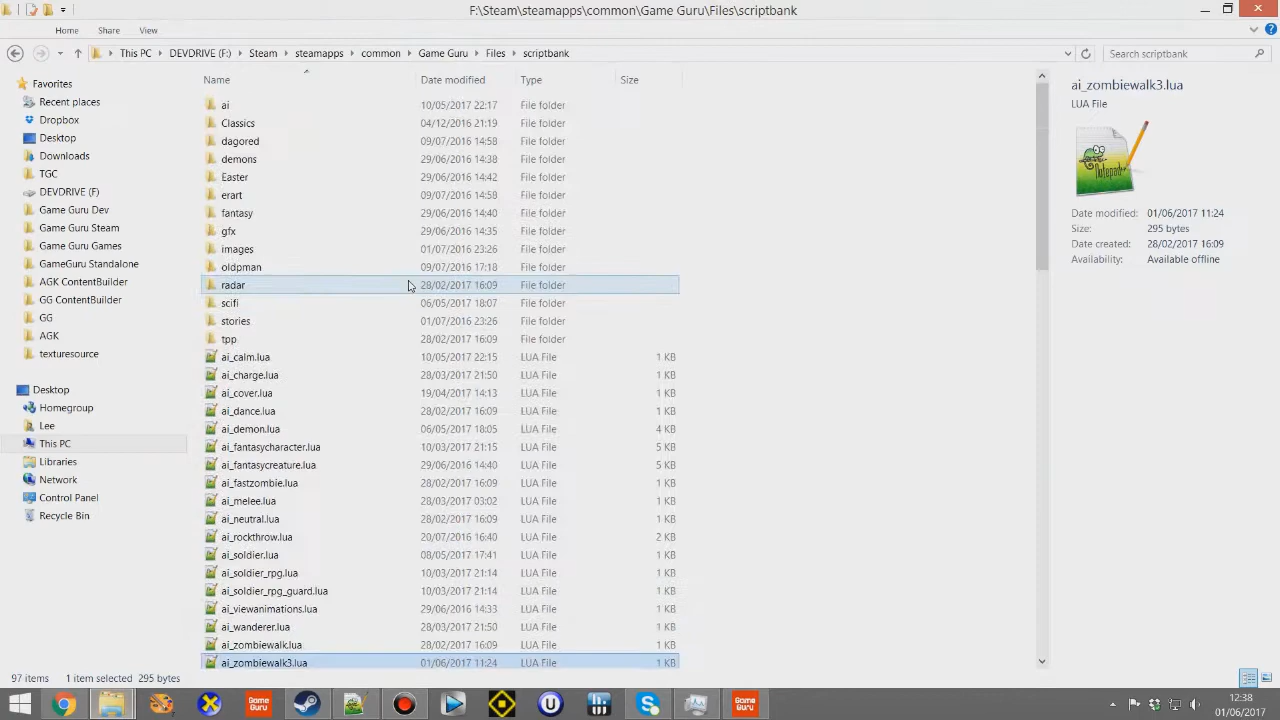 F:\Steam\steamapps\common\Game Guru\Files\scriptbank
Home Share View
This PC DEVDRIVE (F:) Steam steamapps common Game Guru Files scriptbank Search scriptbank
Name Date modified Type Size
Favorites
Recent places
Dropbox
Desktop
Downloads
TGC
DEVDRIVE (F)
Game Guru Dev
Game Guru Steam
Game Guru Games
GameGuru Standalone
AGK ContentBuilder
GG ContentBuilder
GG
AGK
texturesource
Desktop
Homegroup
Lee
This PC
Libraries
Network
Control Panel
Recycle Bin
ai 10/05/2017 22:17 File folder
Classics 04/12/2016 21:19 File folder
dagored 09/07/2016 14:58 File folder
demons 29/06/2016 14:38 File folder
Easter 29/06/2016 14:42 File folder
erart 09/07/2016 14:58 File folder
fantasy 29/06/2016 14:40 File folder
gfx 29/06/2016 14:35 File folder
images 01/07/2016 23:26 File folder
oldpman 09/07/2016 17:18 File folder
radar 28/02/2017 16:09 File folder
scifi 06/05/2017 18:07 File folder
stories 01/07/2016 23:26 File folder
tpp 28/02/2017 16:09 File folder
ai_calm.lua 10/05/2017 22:15 LUA File 1 KB
ai_charge.lua 28/03/2017 21:50 LUA File 1 KB
ai_cover.lua 19/04/2017 14:13 LUA File 1 KB
ai_dance.lua 28/02/2017 16:09 LUA File 1 KB
ai_demon.lua 06/05/2017 18:05 LUA File 4 KB
ai_fantasycharacter.lua 10/03/2017 21:15 LUA File 5 KB
ai_fantasycreature.lua 29/06/2016 14:40 LUA File 5 KB
ai_fastzombie.lua 28/02/2017 16:09 LUA File 1 KB
ai_melee.lua 28/03/2017 03:02 LUA File 1 KB
ai_neutral.lua 28/02/2017 16:09 LUA File 1 KB
ai_rockthrow.lua 20/07/2016 16:40 LUA File 2 KB
ai_soldier.lua 08/05/2017 17:41 LUA File 1 KB
ai_soldier_rpg.lua 10/03/2017 21:14 LUA File 1 KB
ai_soldier_rpg_guard.lua 10/03/2017 21:14 LUA File 1 KB
ai_viewanimations.lua 29/06/2016 14:33 LUA File 1 KB
ai_wanderer.lua 28/03/2017 21:50 LUA File 1 KB
ai_zombiewalk.lua 28/02/2017 16:09 LUA File 1 KB
ai_zombiewalk3.lua 01/06/2017 11:24 LUA File 1 KB
ai_zombiewalk3.lua
LUA File
Notepad
Date modified: 01/06/2017 11:24
Size: 295 bytes
Date created: 28/02/2017 16:09
Availability: Available offline
97 items 1 item selected 295 bytes
Game Guru
Game Guru
12:38
01/06/2017